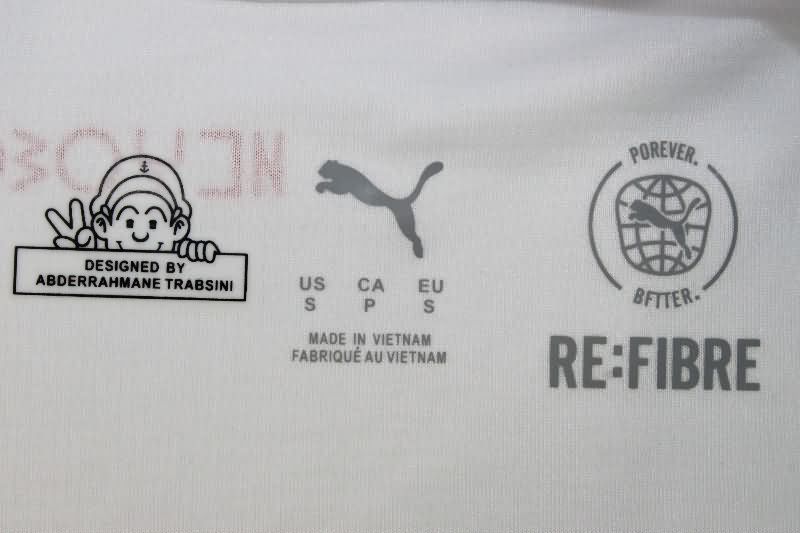 DESIGNED BY
ABDERRAHMANE TRABSINI
US CA EU
S P S
MADE IN VIETNAM
FABRIQUÉ AU VIETNAM
POREVER.
BFTTER.
RE:FIBRE